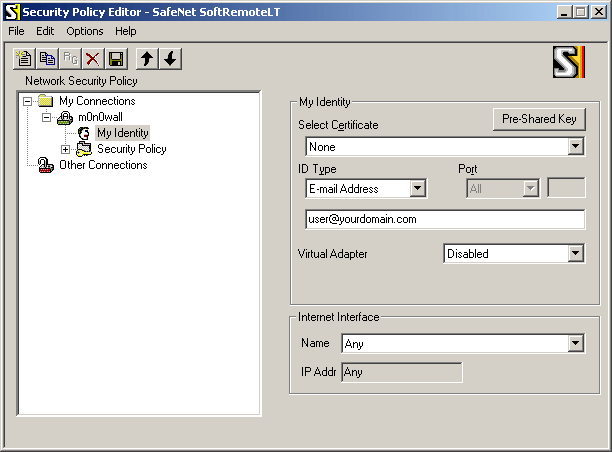 Security Policy Editor - SafeNet SoftRemoteLT
File Edit Options Help
Network Security Policy
My Connections
m0n0wall
My Identity
Security Policy
Other Connections
My Identity
Pre-Shared Key
Select Certificate
None
ID Type Port
E-mail Address All
user@yourdomain.com
Virtual Adapter Disabled
Internet Interface
Name Any
IP Addr Any